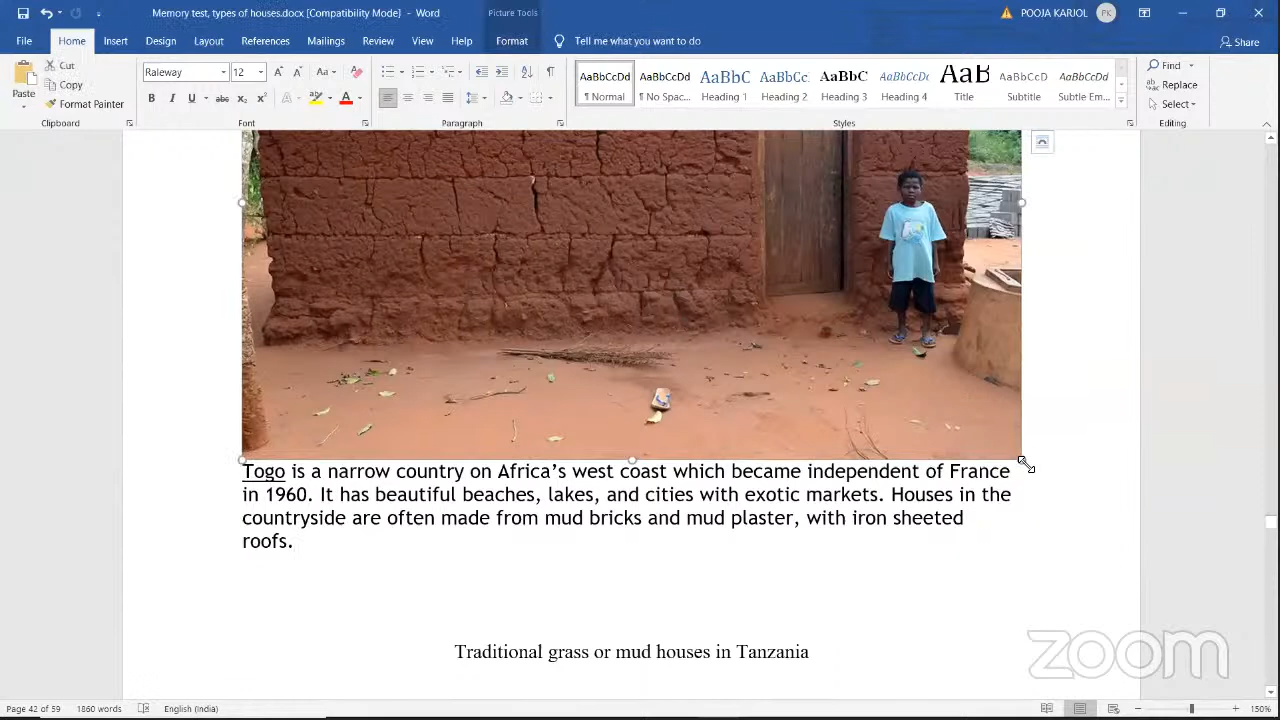 Memory test, types of houses.docx [Compatibility Mode] - Word
Picture Tools
POOJA KARJOL
PK
File
Home
Insert
Design
Layout
References
Mailings
Review
View
Help
Format
Tell me what you want to do
Share
Paste
Cut
Copy
Format Painter
Clipboard
Raleway
12
Font
Paragraph
AaBbCcDd
¶ Normal
AaBbCcDd
¶ No Spac...
AaBbC
Heading 1
AaBbCc
Heading 2
AaBbC
Heading 3
AaBbCcDc
Heading 4
AaB
Title
AaBbCcD
Subtitle
AaBbCcDd
Subtle Em...
Styles
Find
Replace
Select
Editing
Togo is a narrow country on Africa’s west coast which became independent of France
in 1960. It has beautiful beaches, lakes, and cities with exotic markets. Houses in the
countryside are often made from mud bricks and mud plaster, with iron sheeted
roofs.
Traditional grass or mud houses in Tanzania
zoom
Page 42 of 59
1860 words
English (India)
150%